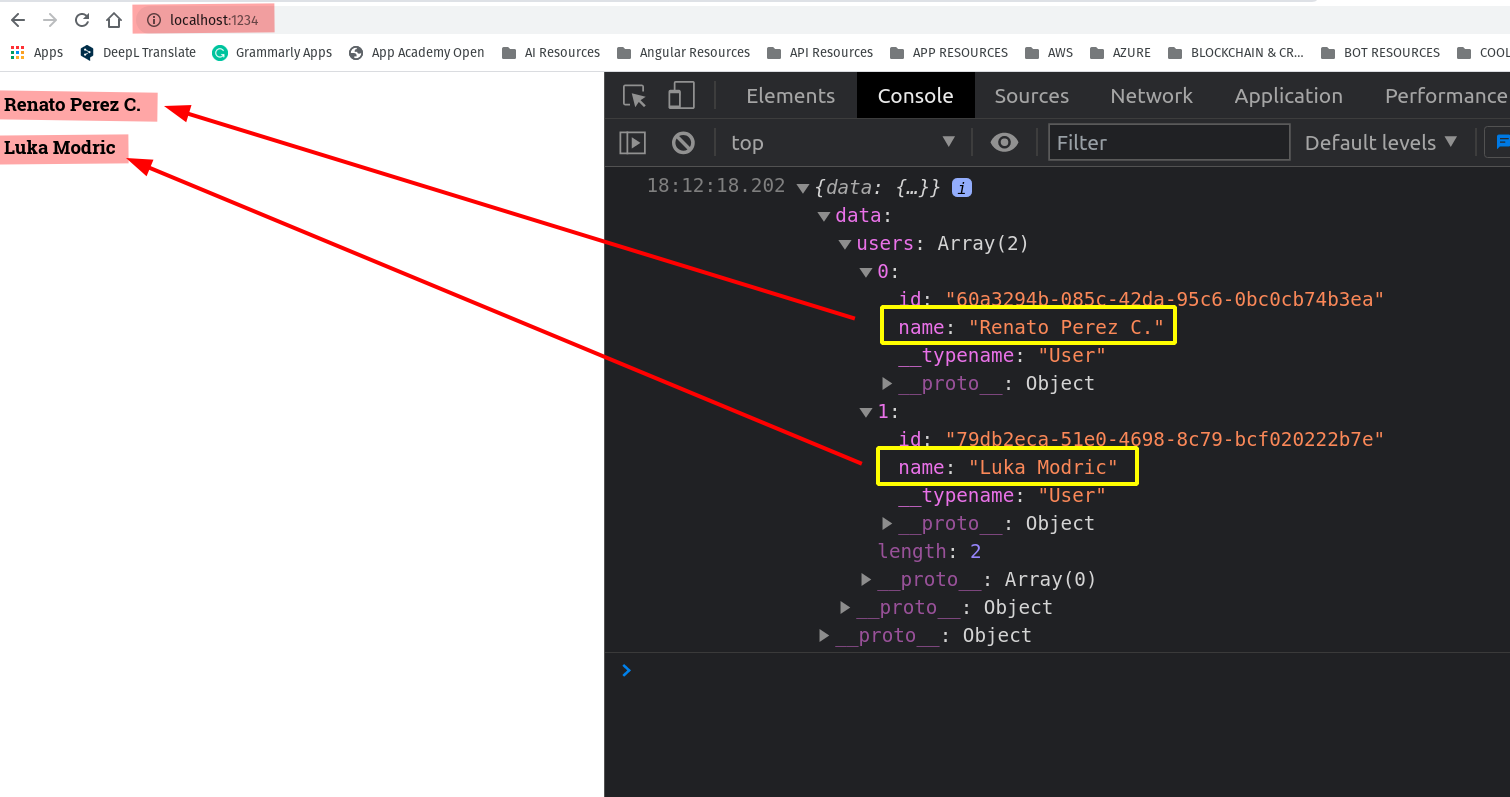 localhost:1234
Apps DeepL Translate Grammarly Apps App Academy Open AI Resources Angular Resources API Resources APP RESOURCES AWS AZURE BLOCKCHAIN & CR... BOT RESOURCES COOL
Renato Perez C.
Luka Modric
Elements Console Sources Network Application Performance
top Filter Default levels
18:12:18.202 {data: {…}} i
data:
users: Array(2)
0:
id: "60a3294b-085c-42da-95c6-0bc0cb74b3ea"
name: "Renato Perez C."
__typename: "User"
__proto__: Object
1:
id: "79db2eca-51e0-4698-8c79-bcf020222b7e"
name: "Luka Modric"
__typename: "User"
__proto__: Object
length: 2
__proto__: Array(0)
__proto__: Object
__proto__: Object